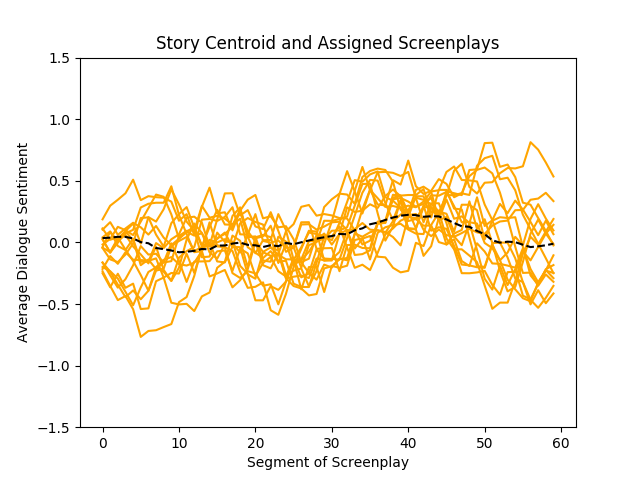 Story Centroid and Assigned Screenplays
1.5
1.0
0.5
0.0
−0.5
−1.0
−1.5
Average Dialogue Sentiment
0 10 20 30 40 50 60
Segment of Screenplay